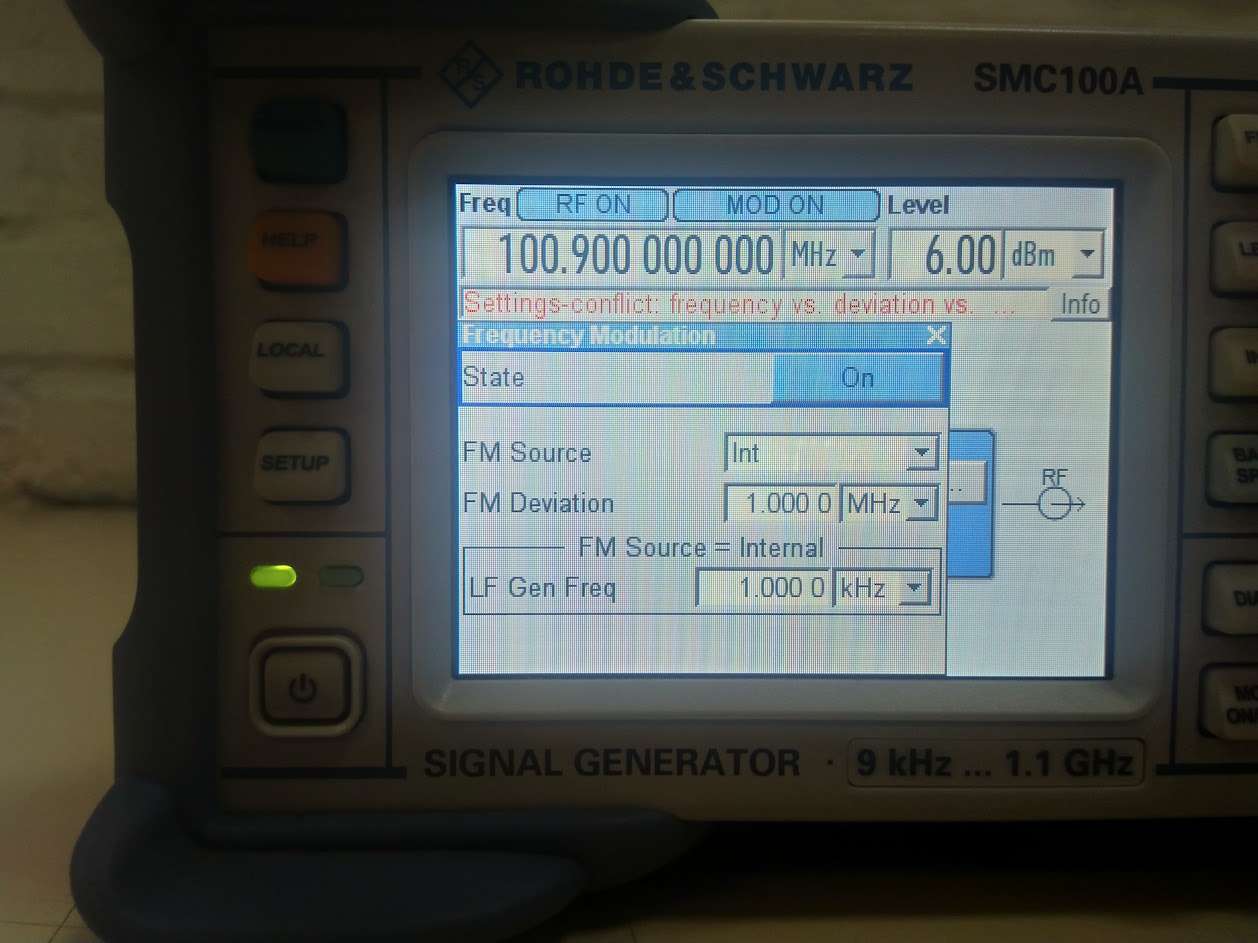 R S ROHDE&SCHWARZ SMC100A
Freq RF ON MOD ON Level
100.900 000 000 MHz 6.00 dBm
Settings-conflict: frequency vs. deviation vs. ... Info
Frequency Modulation X
State On
FM Source Int
FM Deviation 1.000 0 MHz
FM Source = Internal
LF Gen Freq 1.000 0 kHz
..
RF
HELP
LOCAL
SETUP
SIGNAL GENERATOR · 9 kHz ... 1.1 GHz